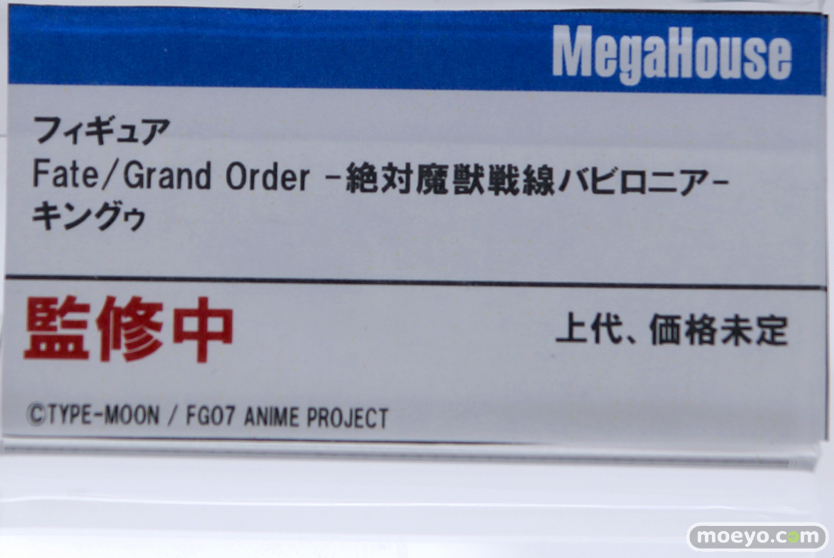 MegaHouse
フィギュア
Fate/Grand Order -絶対魔獣戦線バビロニア-
キングゥ
監修中
上代、価格未定
©TYPE-MOON / FGO7 ANIME PROJECT
moeyo.com